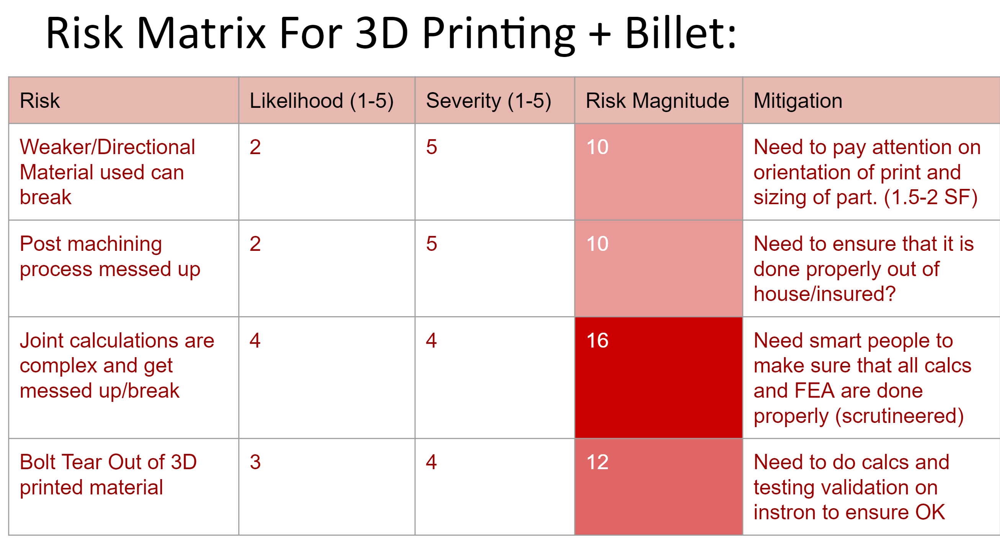 Risk Matrix For 3D Printing + Billet:
Risk
Likelihood (1-5)
Severity (1-5)
Risk Magnitude
Mitigation
Weaker/Directional
Material used can
break
2
5
10
Need to pay attention on
orientation of print and
sizing of part. (1.5-2 SF)
Post machining
process messed up
2
5
10
Need to ensure that it is
done properly out of
house/insured?
Joint calculations are
complex and get
messed up/break
4
4
16
Need smart people to
make sure that all calcs
and FEA are done
properly (scrutineered)
Bolt Tear Out of 3D
printed material
3
4
12
Need to do calcs and
testing validation on
instron to ensure OK